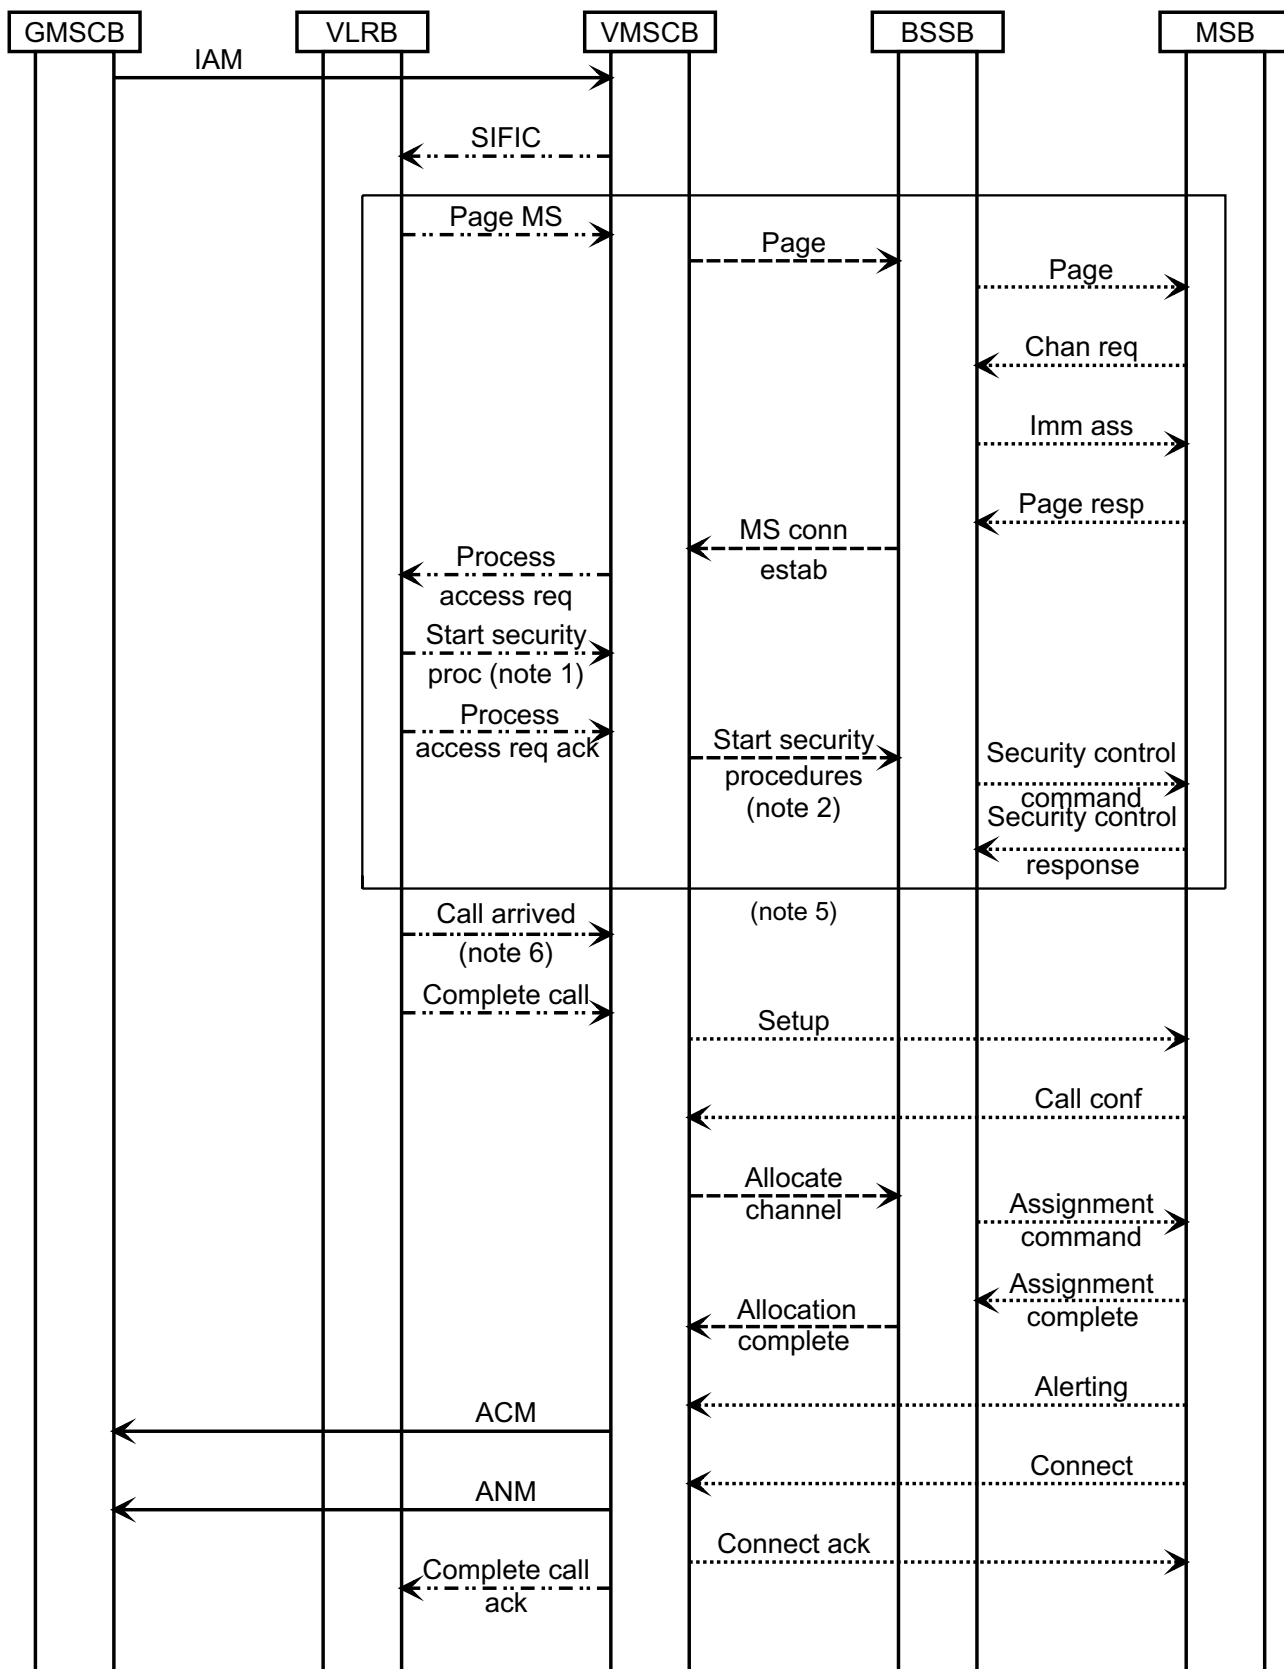 GMSCB
VLRB
VMSCB
BSSB
MSB
IAM
SIFIC
Page MS
Page
Page
Chan req
Imm ass
Page resp
MS conn
estab
Process
access req
Start security
proc (note 1)
Process
access req ack
Start security
procedures
(note 2)
Security control
command
Security control
response
(note 5)
Call arrived
(note 6)
Complete call
Setup
Call conf
Allocate
channel
Assignment
command
Assignment
complete
Allocation
complete
Alerting
ACM
Connect
ANM
Connect ack
Complete call
ack